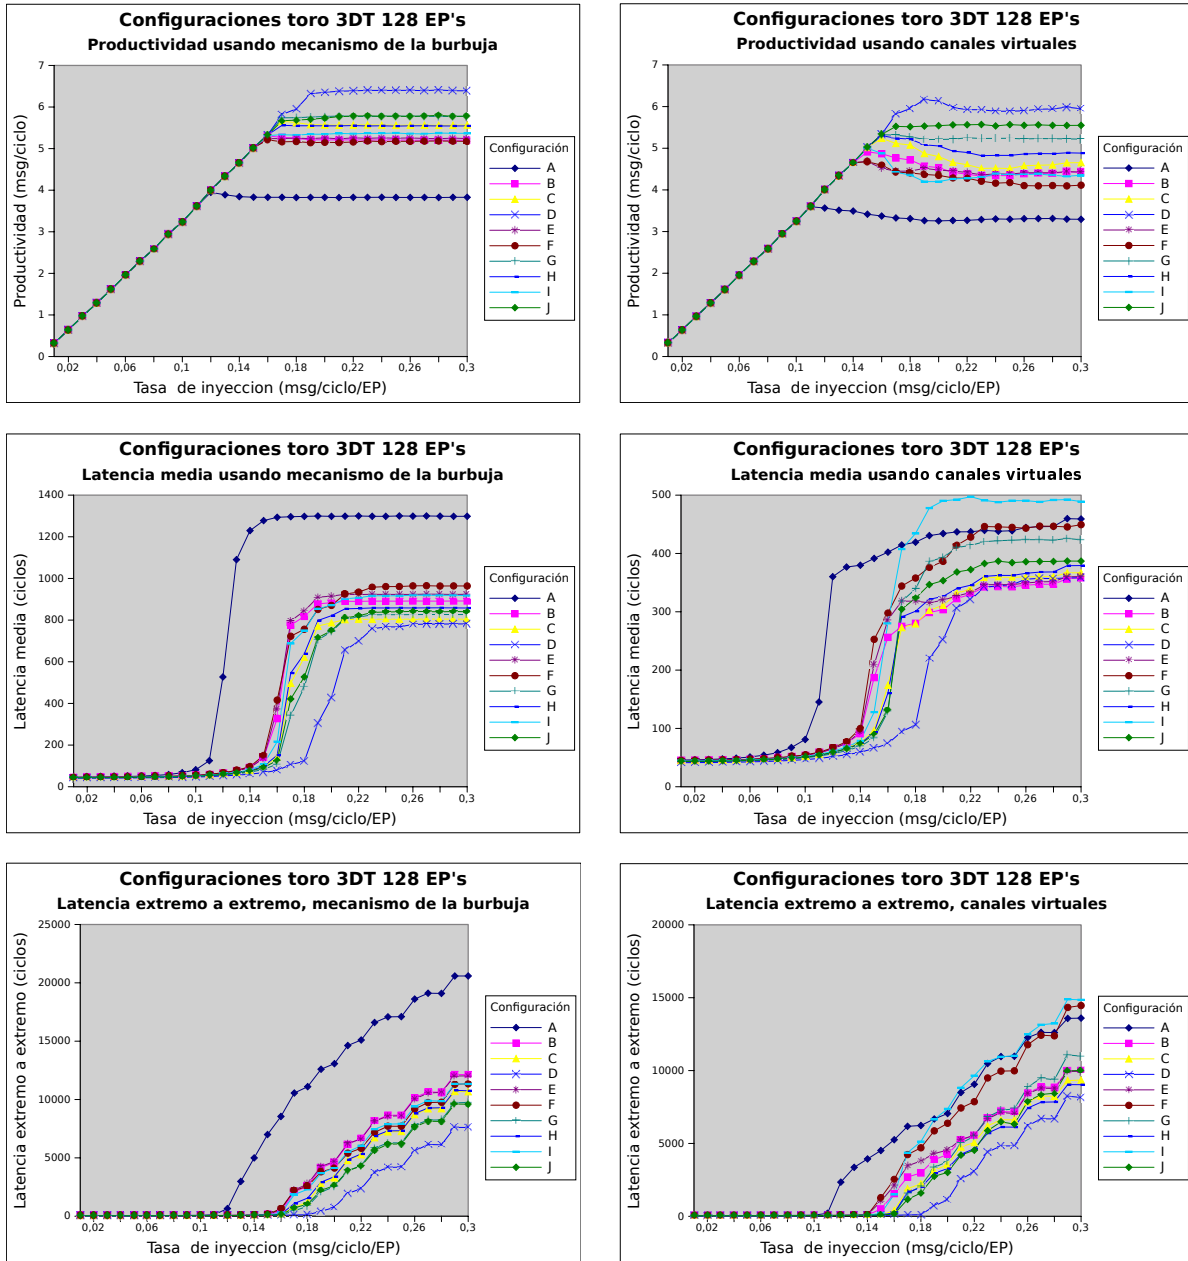 Configuraciones toro 3DT 128 EP's
Productividad usando mecanismo de la burbuja
Productividad (msg/ciclo)
7
6
5
4
3
2
1
0
0,02 0,06 0,1 0,14 0,18 0,22 0,26 0,3
Tasa de inyeccion (msg/ciclo/EP)
Configuración
A
B
C
D
E
F
G
H
I
J
Configuraciones toro 3DT 128 EP's
Productividad usando canales virtuales
Productividad (msg/ciclo)
7
6
5
4
3
2
1
0
0,02 0,06 0,1 0,14 0,18 0,22 0,26 0,3
Tasa de inyeccion (msg/ciclo/EP)
Configuración
A
B
C
D
E
F
G
H
I
J
Configuraciones toro 3DT 128 EP's
Latencia media usando mecanismo de la burbuja
Latencia media (ciclos)
1400
1200
1000
800
600
400
200
0
0,02 0,06 0,1 0,14 0,18 0,22 0,26 0,3
Tasa de inyeccion (msg/ciclo/EP)
Configuración
A
B
C
D
E
F
G
H
I
J
Configuraciones toro 3DT 128 EP's
Latencia media usando canales virtuales
Latencia media (ciclos)
500
400
300
200
100
0
0,02 0,06 0,1 0,14 0,18 0,22 0,26 0,3
Tasa de inyeccion (msg/ciclo/EP)
Configuración
A
B
C
D
E
F
G
H
I
J
Configuraciones toro 3DT 128 EP's
Latencia extremo a extremo, mecanismo de la burbuja
Latencia extremo a extremo (ciclos)
25000
20000
15000
10000
5000
0
0,02 0,06 0,1 0,14 0,18 0,22 0,26 0,3
Tasa de inyeccion (msg/ciclo/EP)
Configuración
A
B
C
D
E
F
G
H
I
J
Configuraciones toro 3DT 128 EP's
Latencia extremo a extremo, canales virtuales
Latencia extremo a extremo (ciclos)
20000
15000
10000
5000
0
0,02 0,06 0,1 0,14 0,18 0,22 0,26 0,3
Tasa de inyeccion (msg/ciclo/EP)
Configuración
A
B
C
D
E
F
G
H
I
J